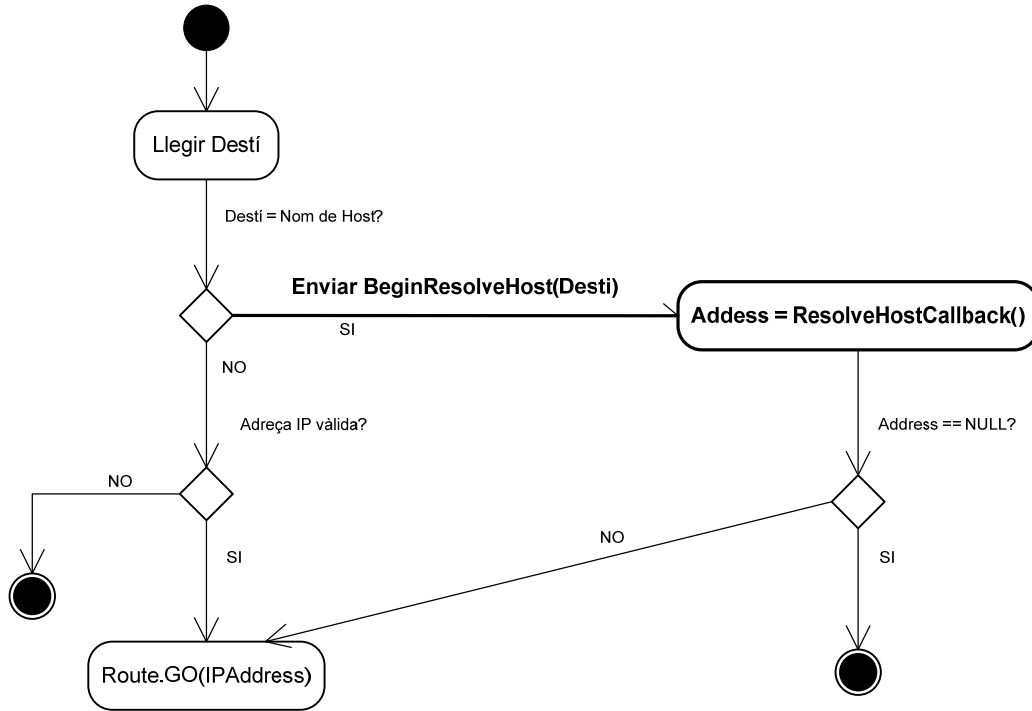 Llegir Destí
Destí = Nom de Host?
Enviar BeginResolveHost(Desti)
SI
Addess = ResolveHostCallback()
NO
Adreça IP vàlida?
Address == NULL?
NO
NO
SI
SI
Route.GO(IPAddress)